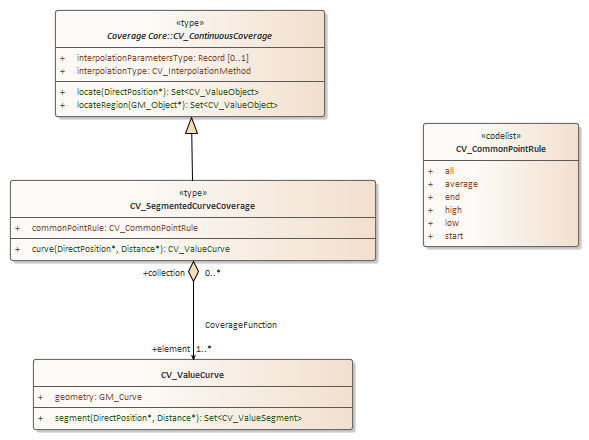 «type»
Coverage Core::CV_ContinuousCoverage
+ interpolationParametersType: Record [0..1]
+ interpolationType: CV_InterpolationMethod
+ locate(DirectPosition*): Set<CV_ValueObject>
+ locateRegion(GM_Object*): Set<CV_ValueObject>
«codelist»
CV_CommonPointRule
+ all
+ average
+ end
+ high
+ low
+ start
«type»
CV_SegmentedCurveCoverage
+ commonPointRule: CV_CommonPointRule
+ curve(DirectPosition*, Distance*): CV_ValueCurve
+collection 0..*
CoverageFunction
+element 1..*
CV_ValueCurve
+ geometry: GM_Curve
+ segment(DirectPosition*, Distance*): Set<CV_ValueSegment>